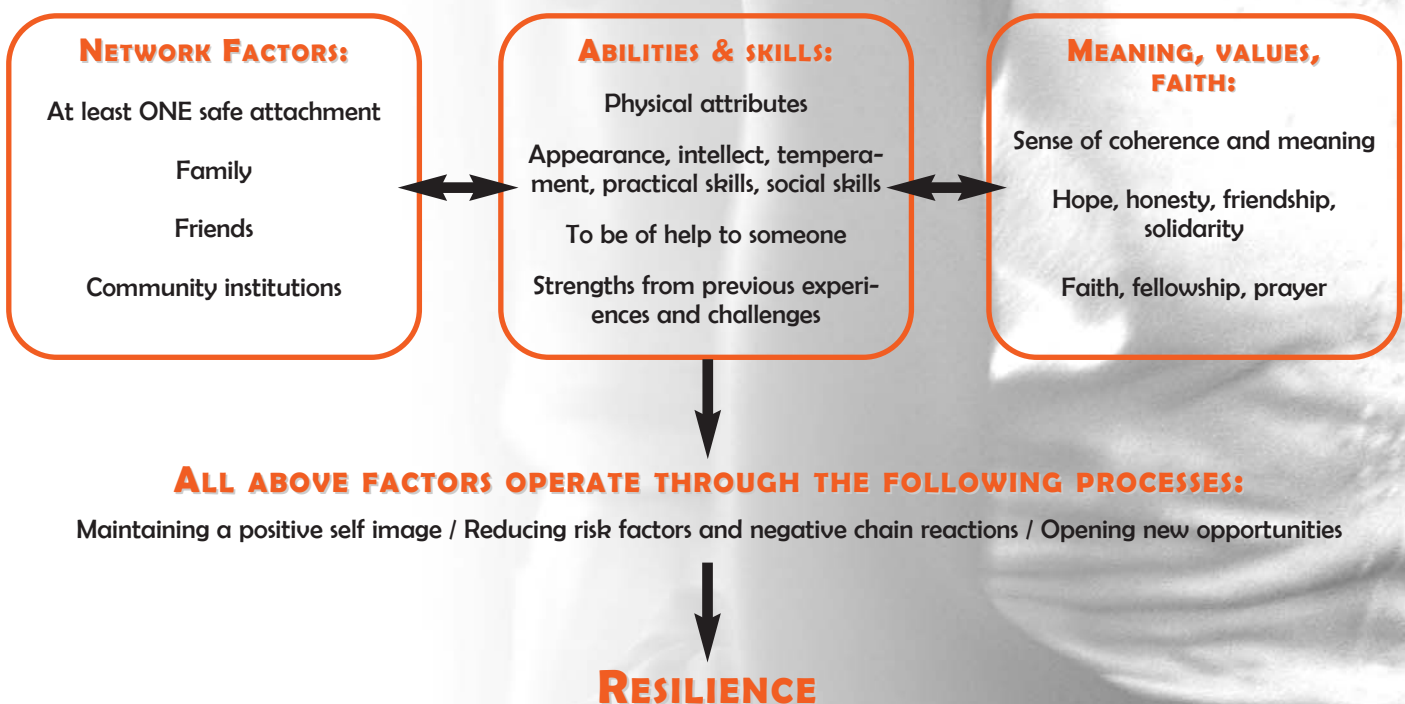 NETWORK FACTORS:
At least ONE safe attachment
Family
Friends
Community institutions
ABILITIES & SKILLS:
Physical attributes
Appearance, intellect, tempera-
ment, practical skills, social skills
To be of help to someone
Strengths from previous experi-
ences and challenges
MEANING, VALUES,
FAITH:
Sense of coherence and meaning
Hope, honesty, friendship,
solidarity
Faith, fellowship, prayer
ALL ABOVE FACTORS OPERATE THROUGH THE FOLLOWING PROCESSES:
Maintaining a positive self image / Reducing risk factors and negative chain reactions / Opening new opportunities
RESILIENCE